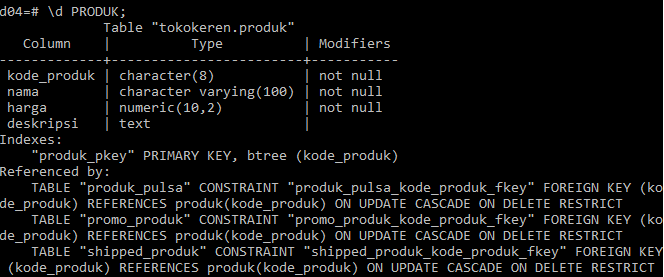 d04=# \d PRODUK;
Table "tokokeren.produk"
Column | Type | Modifiers
-------------+------------------------+-----------
kode_produk | character(8) | not null
nama | character varying(100) | not null
harga | numeric(10,2) | not null
deskripsi | text |
Indexes:
"produk_pkey" PRIMARY KEY, btree (kode_produk)
Referenced by:
TABLE "produk_pulsa" CONSTRAINT "produk_pulsa_kode_produk_fkey" FOREIGN KEY (ko
de_produk) REFERENCES produk(kode_produk) ON UPDATE CASCADE ON DELETE RESTRICT
TABLE "promo_produk" CONSTRAINT "promo_produk_kode_produk_fkey" FOREIGN KEY (ko
de_produk) REFERENCES produk(kode_produk) ON UPDATE CASCADE ON DELETE RESTRICT
TABLE "shipped_produk" CONSTRAINT "shipped_produk_kode_produk_fkey" FOREIGN KEY
(kode_produk) REFERENCES produk(kode_produk) ON UPDATE CASCADE ON DELETE RESTRICT